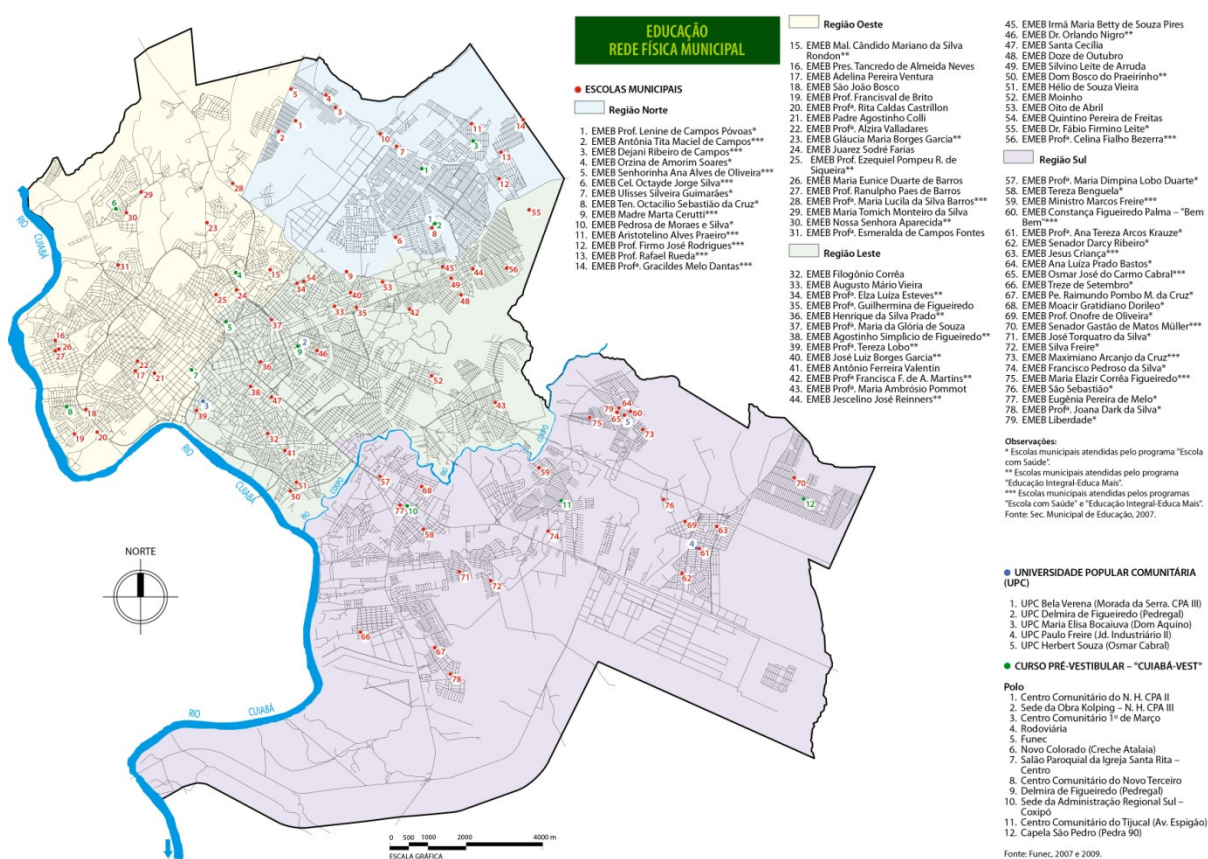 EDUCAÇÃO
REDE FÍSICA MUNICIPAL
ESCOLAS MUNICIPAIS
Região Norte
1. EMEB Prof. Lenine de Campos Póvoas*
2. EMEB Antônia Tita Maciel de Campos***
3. EMEB Dejani Ribeiro de Campos***
4. EMEB Orzina de Amorim Soares*
5. EMEB Senhorinha Ana Alves de Oliveira***
6. EMEB Cel. Octayde Jorge Silva***
7. EMEB Ulisses Silveira Guimarães*
8. EMEB Ten. Octacilio Sebastião da Cruz*
9. EMEB Madre Marta Cerutti***
10. EMEB Pedrosa de Moraes e Silva*
11. EMEB Aristotelino Alves Praeiro***
12. EMEB Prof. Firmo José Rodrigues***
13. EMEB Prof. Rafael Rueda***
14. EMEB Profª. Gracildes Melo Dantas***
Região Oeste
15. EMEB Mal. Cândido Mariano da Silva
Rondon**
16. EMEB Pres. Tancredo de Almeida Neves
17. EMEB Adelina Pereira Ventura
18. EMEB São João Bosco
19. EMEB Prof. Francisval de Brito
20. EMEB Profª. Rita Caldas Castrillon
21. EMEB Padre Agostinho Colli
22. EMEB Profª. Alzira Valladares
23. EMEB Gláucia Maria Borges Garcia**
24. EMEB Juarez Sodré Farias
25. EMEB Prof. Ezequiel Pompeu R. de
Siqueira**
26. EMEB Maria Eunice Duarte de Barros
27. EMEB Prof. Ranulpho Paes de Barros
28. EMEB Profª. Maria Lucila da Silva Barros***
29. EMEB Maria Tomich Monteiro da Silva
30. EMEB Nossa Senhora Aparecida**
31. EMEB Profª. Esmeralda de Campos Fontes
Região Leste
32. EMEB Filogônio Corrêa
33. EMEB Augusto Mário Vieira
34. EMEB Profª. Elza Luíza Esteves**
35. EMEB Profª. Guilhermina de Figueiredo
36. EMEB Henrique da Silva Prado**
37. EMEB Profª. Maria da Glória de Souza
38. EMEB Agostinho Simplicio de Figueiredo**
39. EMEB Profª. Tereza Lobo**
40. EMEB José Luiz Borges Garcia**
41. EMEB Antônio Ferreira Valentin
42. EMEB Profª Francisca F. de A. Martins**
43. EMEB Profª. Maria Ambrósio Pommot
44. EMEB Jescelino José Reinners**
45. EMEB Irmã Maria Betty de Souza Pires
46. EMEB Dr. Orlando Nigro**
47. EMEB Santa Cecília
48. EMEB Doze de Outubro
49. EMEB Silvino Leite de Arruda
50. EMEB Dom Bosco do Praeirinho**
51. EMEB Hélio de Souza Vieira
52. EMEB Moinho
53. EMEB Oito de Abril
54. EMEB Quintino Pereira de Freitas
55. EMEB Dr. Fábio Firmino Leite*
56. EMEB Profª. Celina Fialho Bezerra***
Região Sul
57. EMEB Profª. Maria Dimpina Lobo Duarte*
58. EMEB Tereza Benguela*
59. EMEB Ministro Marcos Freire***
60. EMEB Constança Figueiredo Palma – "Bem
Bem"***
61. EMEB Profª. Ana Tereza Arcos Krauze*
62. EMEB Senador Darcy Ribeiro*
63. EMEB Jesus Criança***
64. EMEB Ana Luíza Prado Bastos*
65. EMEB Osmar José do Carmo Cabral***
66. EMEB Treze de Setembro*
67. EMEB Pe. Raimundo Pombo M. da Cruz*
68. EMEB Moacir Gratidiano Dorileo*
69. EMEB Prof. Onofre de Oliveira*
70. EMEB Senador Gastão de Matos Müller***
71. EMEB José Torquatro da Silva*
72. EMEB Silva Freire*
73. EMEB Maximiano Arcanjo da Cruz***
74. EMEB Francisco Pedroso da Silva*
75. EMEB Maria Elazir Corrêa Figueiredo***
76. EMEB São Sebastião*
77. EMEB Eugênia Pereira de Melo*
78. EMEB Profª. Joana Dark da Silva*
79. EMEB Liberdade*
Observações:
* Escolas municipais atendidas pelo programa "Escola
com Saúde".
** Escolas municipais atendidas pelo programa
"Educação Integral-Educa Mais".
*** Escolas municipais atendidas pelos programas
"Escola com Saúde" e "Educação Integral-Educa Mais".
Fonte: Sec. Municipal de Educação, 2007.
UNIVERSIDADE POPULAR COMUNITÁRIA
(UPC)
1. UPC Bela Verena (Morada da Serra. CPA III)
2. UPC Delmira de Figueiredo (Pedregal)
3. UPC Maria Elisa Bocaiuva (Dom Aquino)
4. UPC Paulo Freire (Jd. Industriário II)
5. UPC Herbert Souza (Osmar Cabral)
CURSO PRÉ-VESTIBULAR – "CUIABÁ-VEST"
Polo
1. Centro Comunitário do N. H. CPA II
2. Sede da Obra Kolping – N. H. CPA III
3. Centro Comunitário 1º de Março
4. Rodoviária
5. Funec
6. Novo Colorado (Creche Atalaia)
7. Salão Paroquial da Igreja Santa Rita –
Centro
8. Centro Comunitário do Novo Terceiro
9. Delmira de Figueiredo (Pedregal)
10. Sede da Administração Regional Sul –
Coxipó
11. Centro Comunitário do Tijucal (Av. Espigão)
12. Capela São Pedro (Pedra 90)
Fonte: Funec, 2007 e 2009.
RIO
CUIABÁ
RIO
CUIABÁ
RIO
COXIPÓ
RIO
COXIPÓ
RIO
CUIABÁ
NORTE
0 500 1000 2000 4000 m
ESCALA GRÁFICA